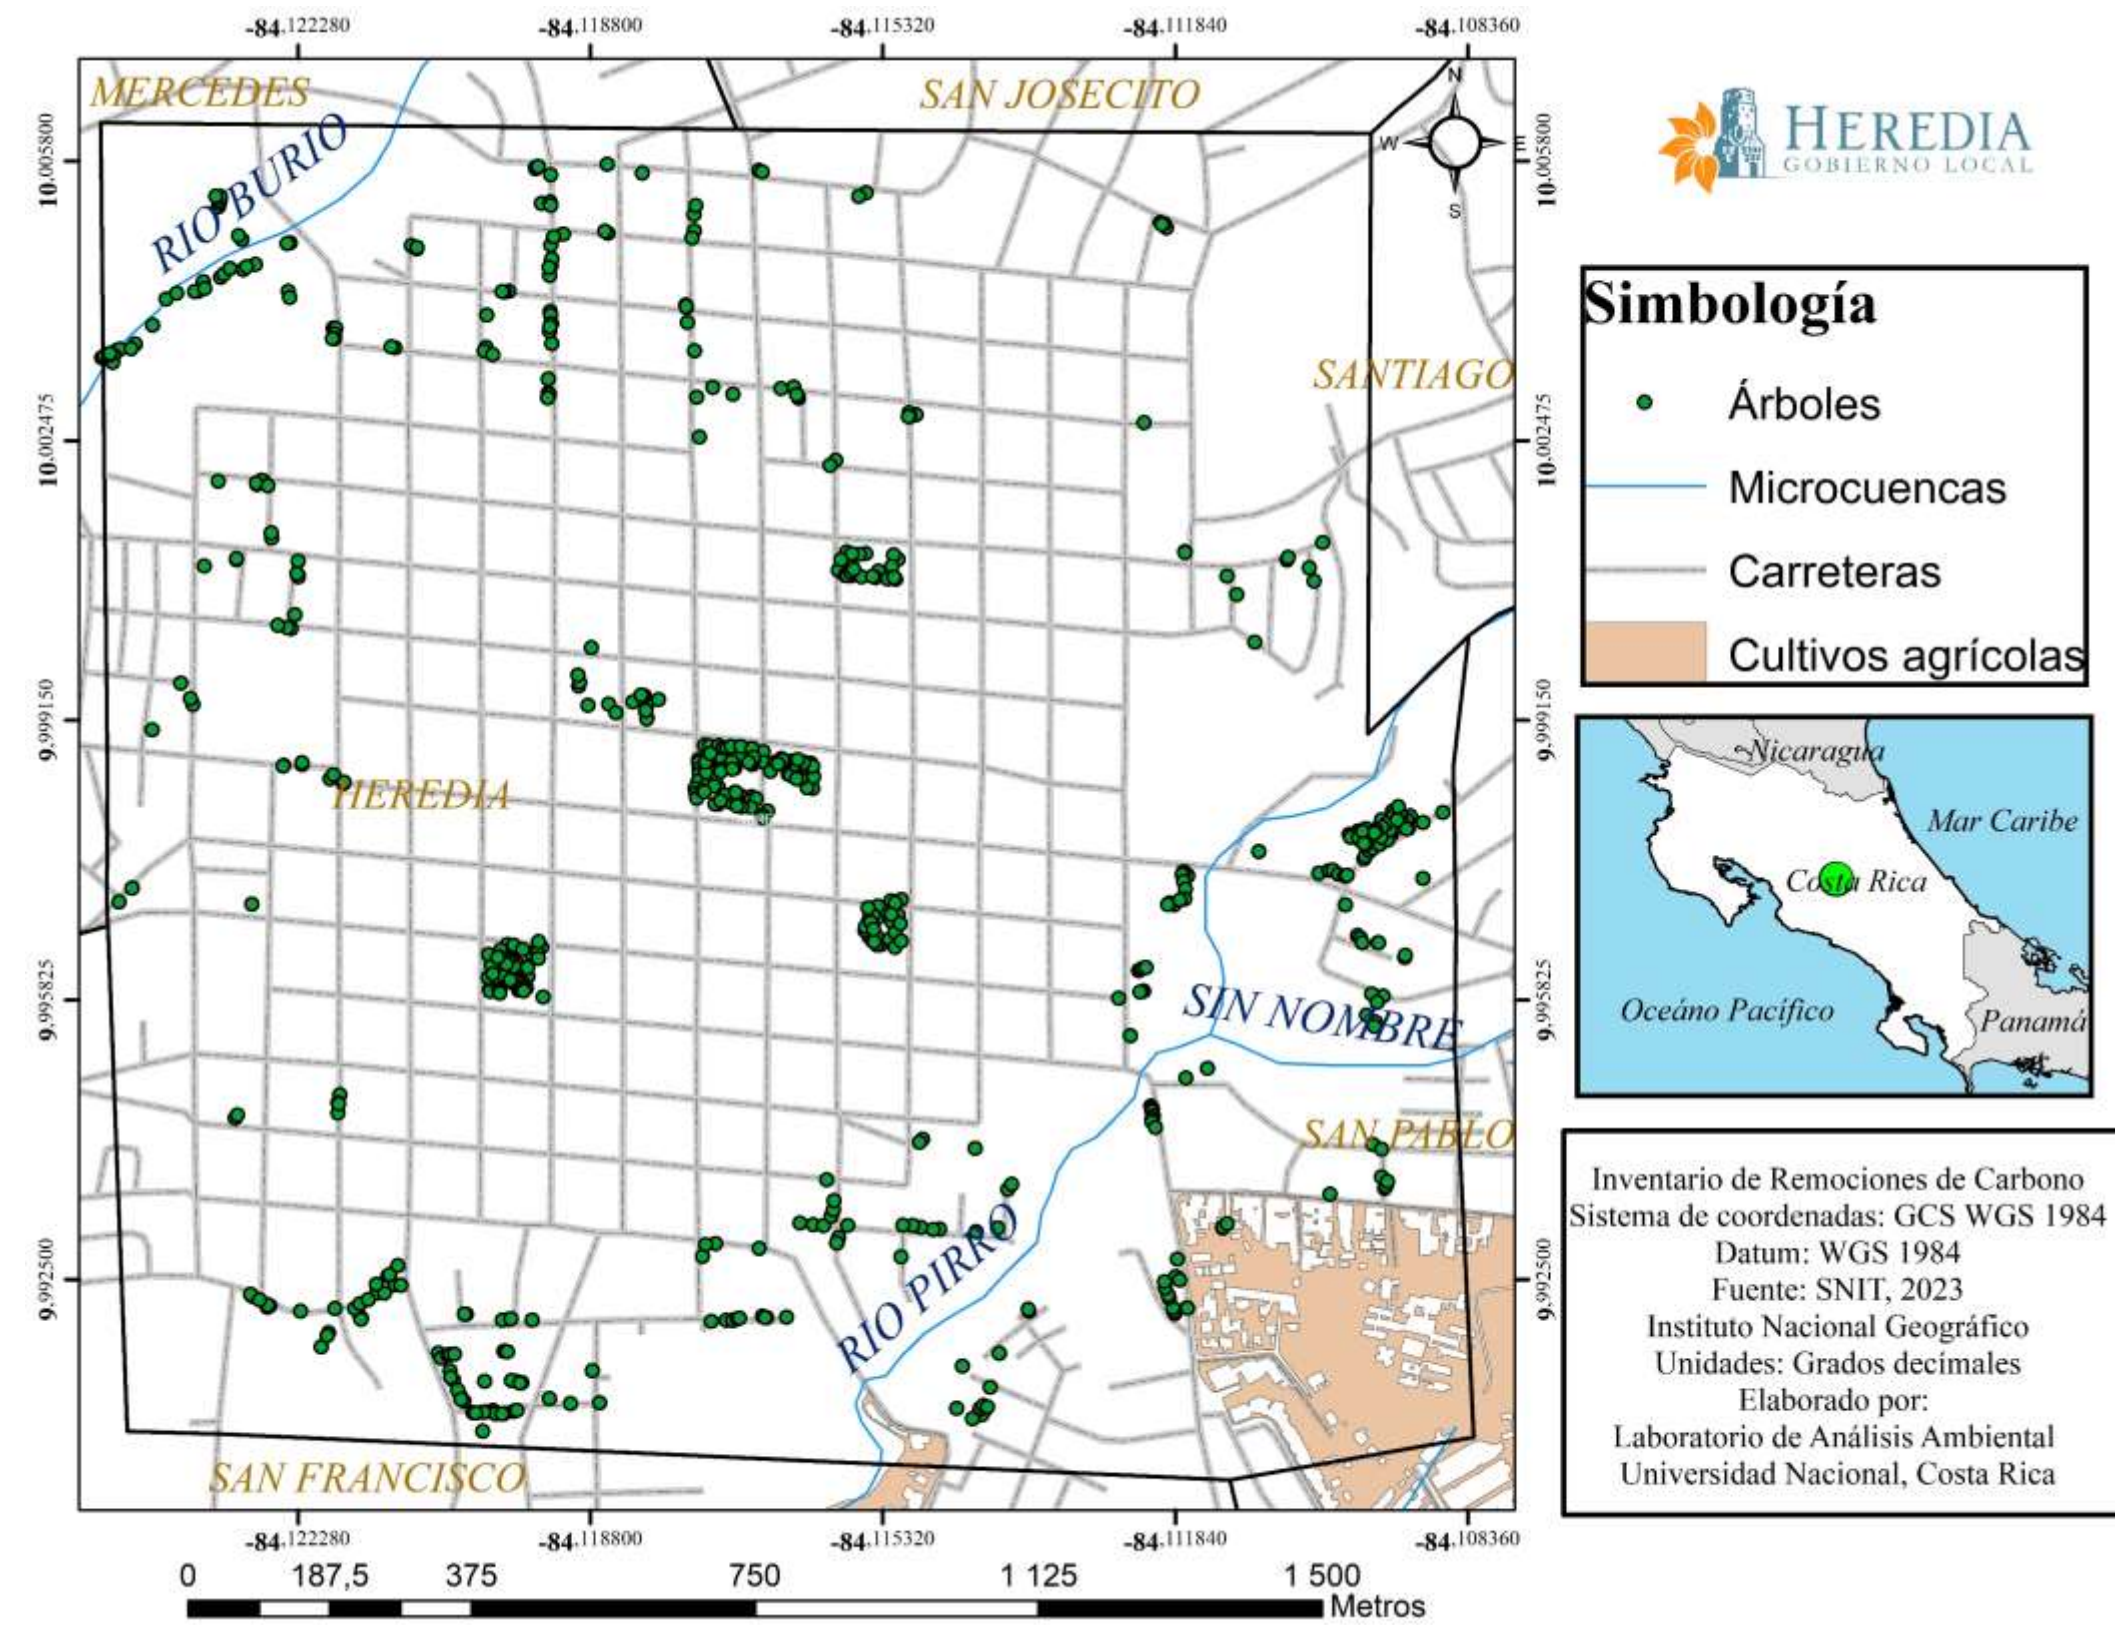 -84.122280
-84.118800
-84.115320
-84.111840
-84.108360
MERCEDES
SAN JOSECITO
N
W
E
S
RIO BURIO
10.005800
10.005800
SANTIAGO
10.002475
10.002475
9.999150
9.999150
HEREDIA
9.995825
9.995825
SIN NOMBRE
SAN PABLO
9.992500
9.992500
RIO PIRRO
SAN FRANCISCO
-84.122280
-84.118800
-84.115320
-84.111840
-84.108360
0
187,5
375
750
1 125
1 500
Metros
HEREDIA
GOBIERNO LOCAL
Simbología
Árboles
Microcuencas
Carreteras
Cultivos agrícolas
Nicaragua
Mar Caribe
Costa Rica
Oceáno Pacífico
Panamá
Inventario de Remociones de Carbono
Sistema de coordenadas: GCS WGS 1984
Datum: WGS 1984
Fuente: SNIT, 2023
Instituto Nacional Geográfico
Unidades: Grados decimales
Elaborado por:
Laboratorio de Análisis Ambiental
Universidad Nacional, Costa Rica